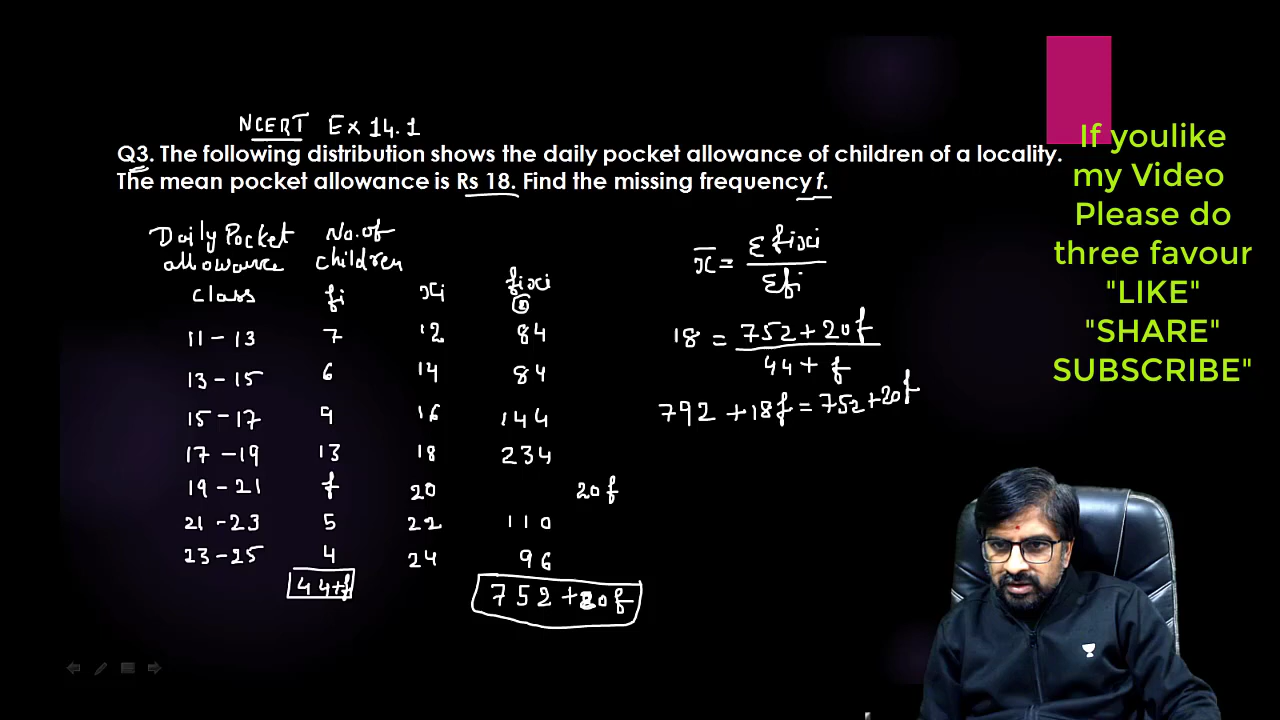 NCERT Ex 14.1
Q3. The following distribution shows the daily pocket allowance of children of a locality.
The mean pocket allowance is Rs 18. Find the missing frequency f.
Daily Pocket allowance No. of children
class fi xi fixi
11 - 13 7 12 84
13 - 15 6 14 84
15 - 17 9 16 144
17 - 19 13 18 234
19 - 21 f 20 20f
21 - 23 5 22 110
23 - 25 4 24 96
44+f 752+20f
x̄ = Σfixi / Σfi
18 = 752+20f / 44+f
792 + 18f = 752+20f
If youlike
my Video
Please do
three favour
"LIKE"
"SHARE"
SUBSCRIBE"